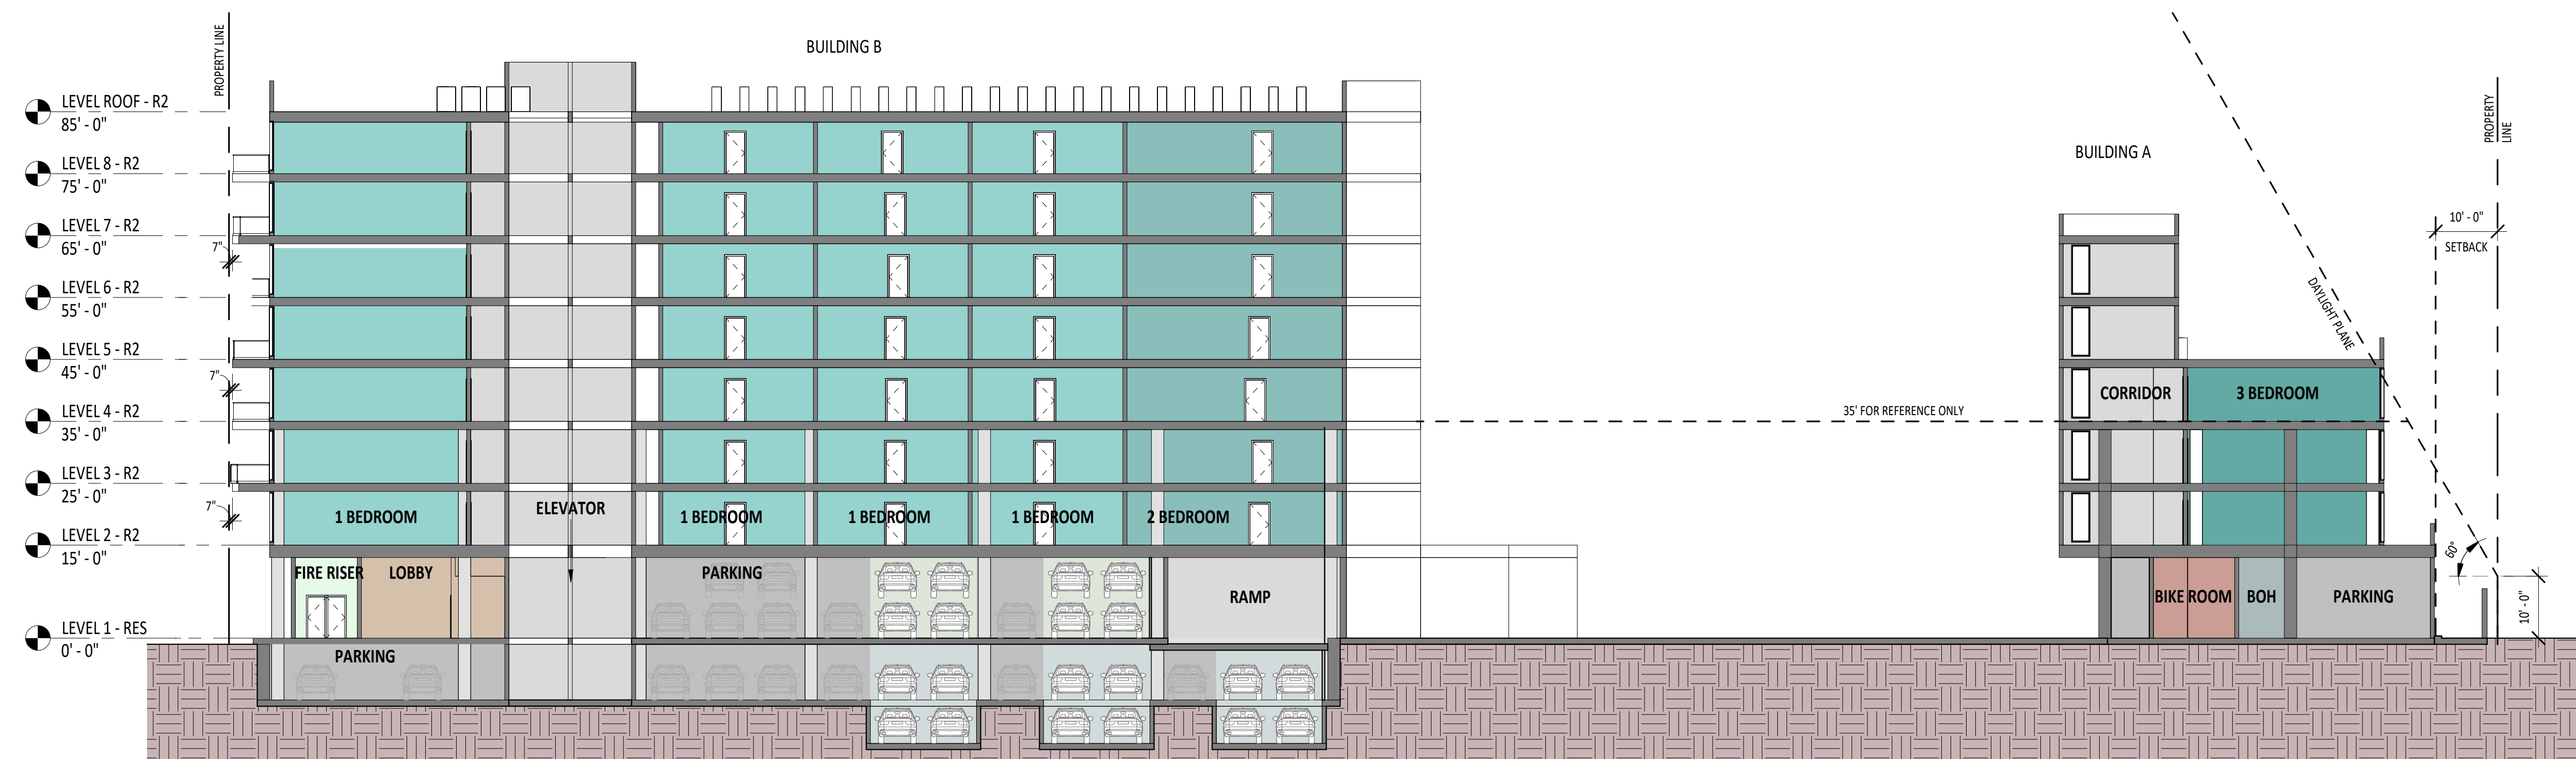 PROPERTY LINE
BUILDING B
LEVEL ROOF - R2
85' - 0"
LEVEL 8 - R2
75' - 0"
LEVEL 7 - R2
65' - 0"
7"
LEVEL 6 - R2
55' - 0"
LEVEL 5 - R2
45' - 0"
7"
LEVEL 4 - R2
35' - 0"
LEVEL 3 - R2
25' - 0"
7"
LEVEL 2 - R2
15' - 0"
LEVEL 1 - RES
0' - 0"
1 BEDROOM
ELEVATOR
1 BEDROOM
1 BEDROOM
1 BEDROOM
2 BEDROOM
FIRE RISER
LOBBY
PARKING
RAMP
PARKING
35' FOR REFERENCE ONLY
BUILDING A
PROPERTY
LINE
10' - 0"
SETBACK
DAYLIGHT PLANE
CORRIDOR
3 BEDROOM
60°
10' - 0"
BIKE ROOM
BOH
PARKING